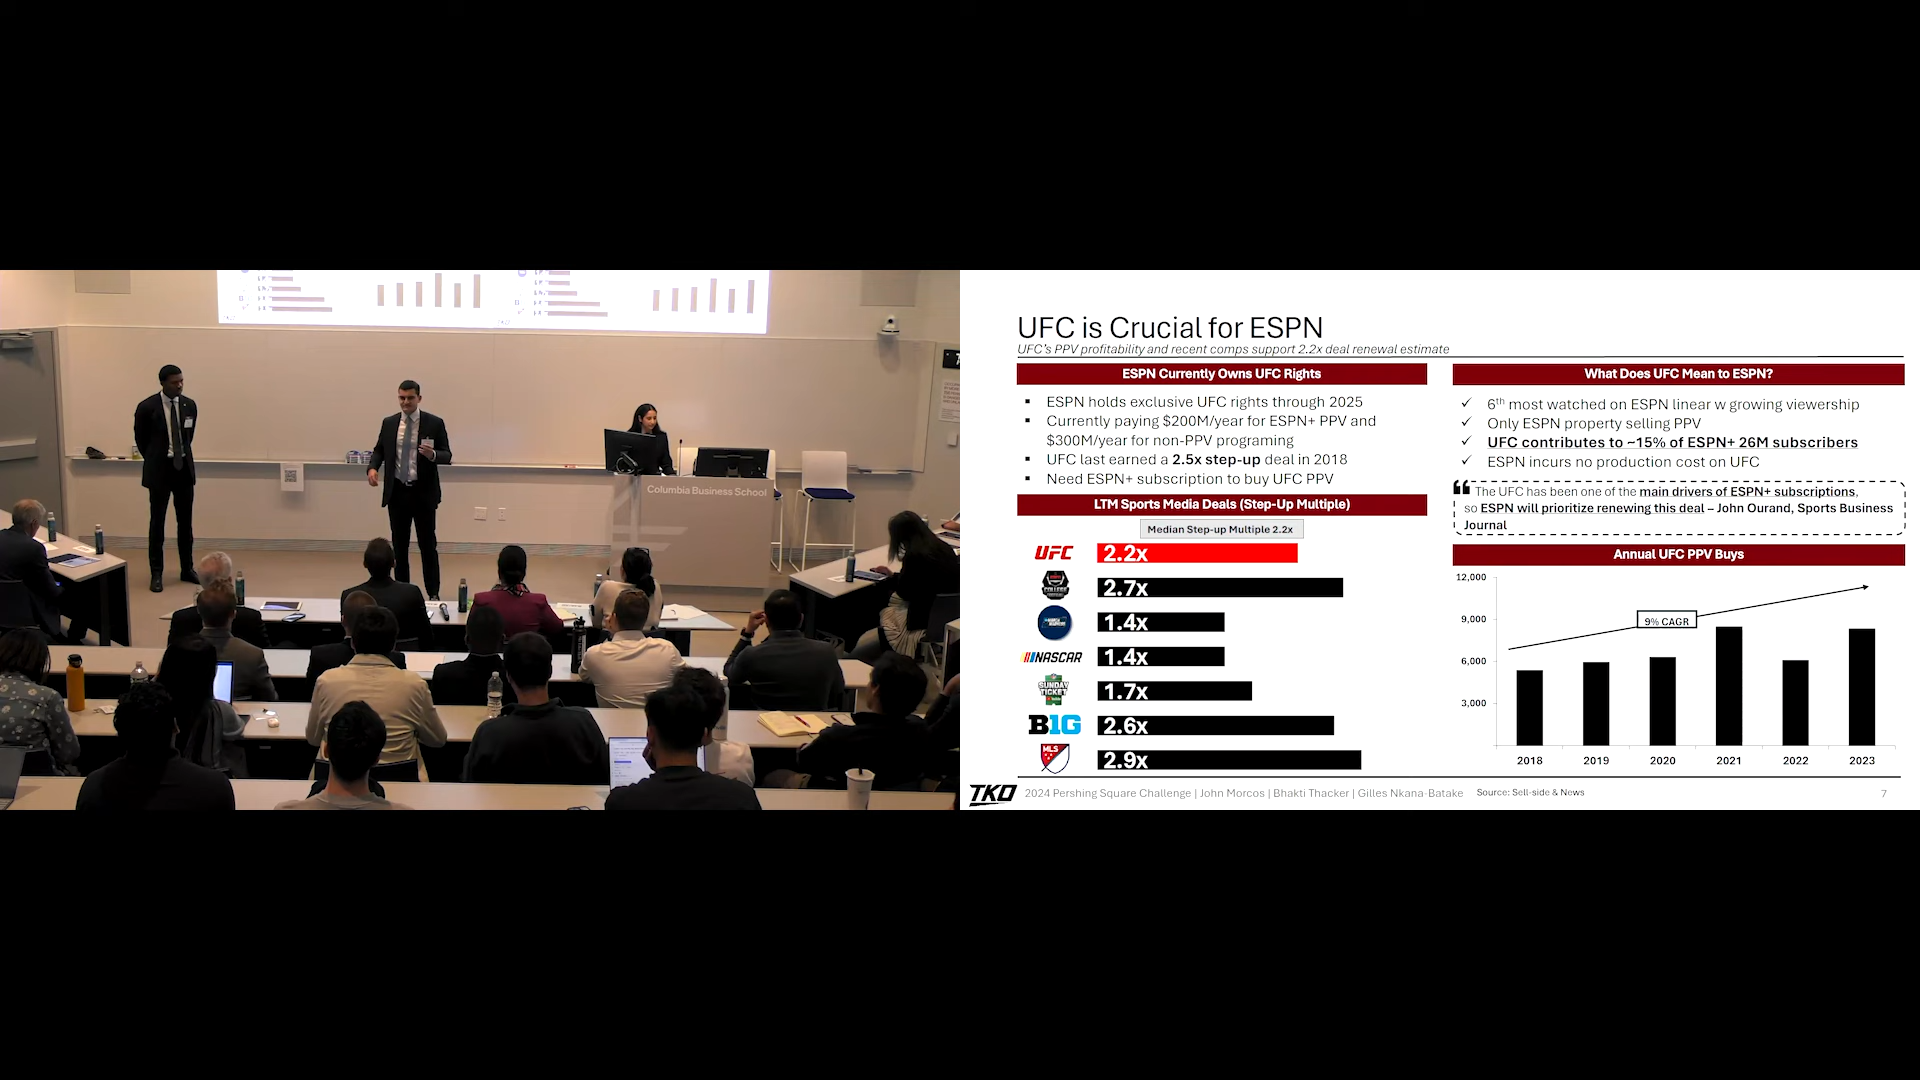 Columbia Business School
UFC is Crucial for ESPN
UFC's PPV profitability and recent comps support 2.2x deal renewal estimate
ESPN Currently Owns UFC Rights
▪ ESPN holds exclusive UFC rights through 2025
▪ Currently paying $200M/year for ESPN+ PPV and
$300M/year for non-PPV programing
▪ UFC last earned a 2.5x step-up deal in 2018
▪ Need ESPN+ subscription to buy UFC PPV
LTM Sports Media Deals (Step-Up Multiple)
Median Step-up Multiple 2.2x
UFC 2.2x
2.7x
1.4x
NASCAR 1.4x
SUNDAY TICKET 1.7x
B1G 2.6x
MLS 2.9x
What Does UFC Mean to ESPN?
✓ 6th most watched on ESPN linear w growing viewership
✓ Only ESPN property selling PPV
✓ UFC contributes to ~15% of ESPN+ 26M subscribers
✓ ESPN incurs no production cost on UFC
❝ The UFC has been one of the main drivers of ESPN+ subscriptions,
so ESPN will prioritize renewing this deal – John Ourand, Sports Business
Journal
Annual UFC PPV Buys
12,000
9,000
6,000
3,000
9% CAGR
2018 2019 2020 2021 2022 2023
TKO 2024 Pershing Square Challenge | John Morcos | Bhakti Thacker | Gilles Nkana-Batake Source: Sell-side & News 7